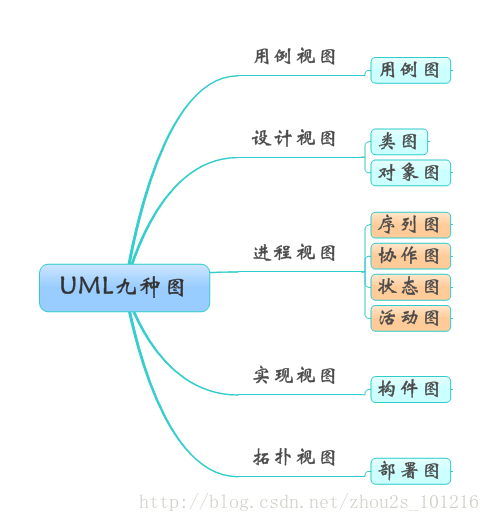 用例视图
用例图
设计视图
类图
对象图
UML九种图
进程视图
序列图
协作图
状态图
活动图
实现视图
构件图
拓扑视图
部署图
http://blog.csdn.net/zhou2s_101216